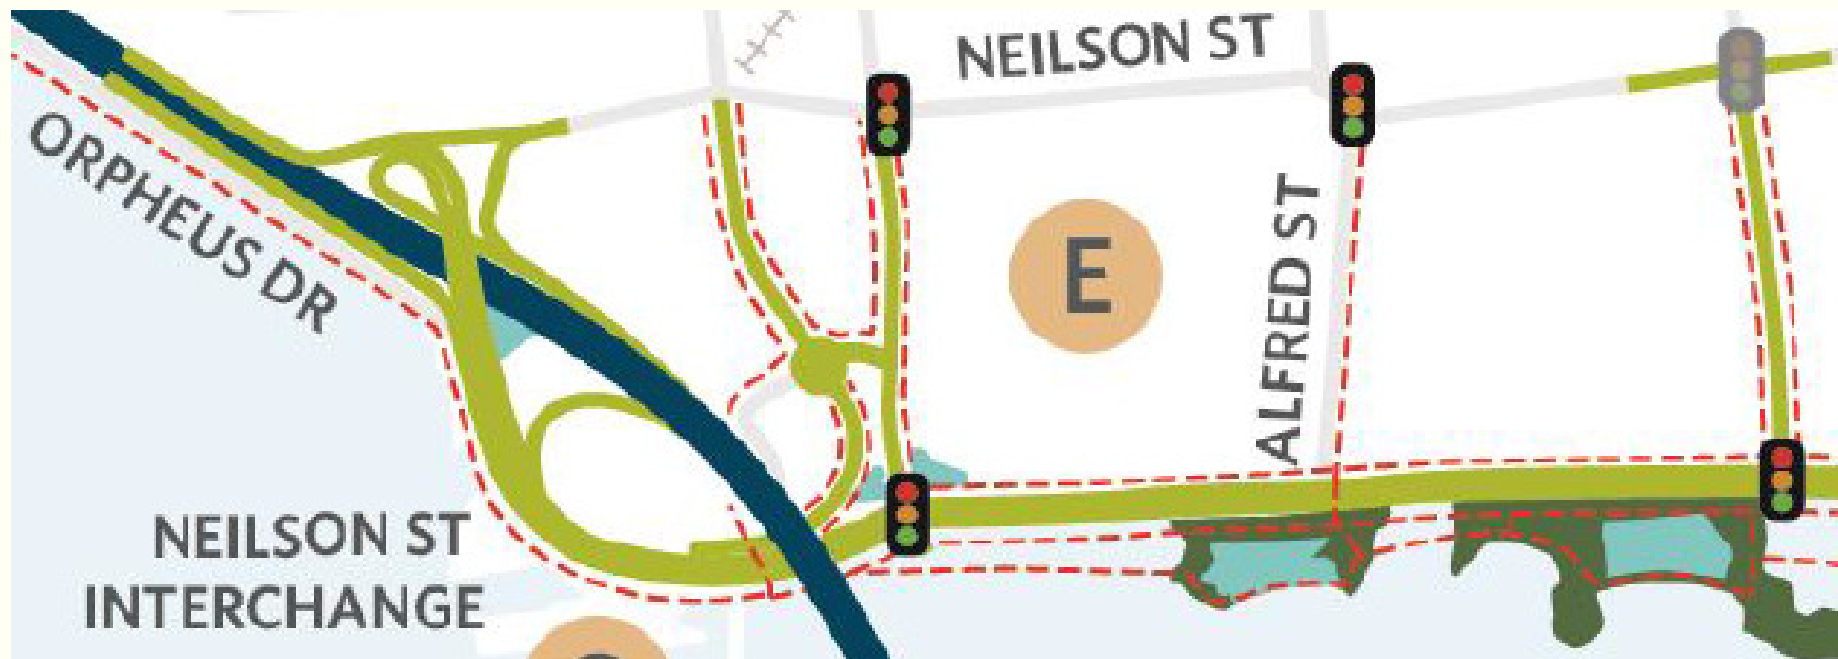 NEILSON ST
ORPHEUS DR
E
ALFRED ST
NEILSON ST
INTERCHANGE